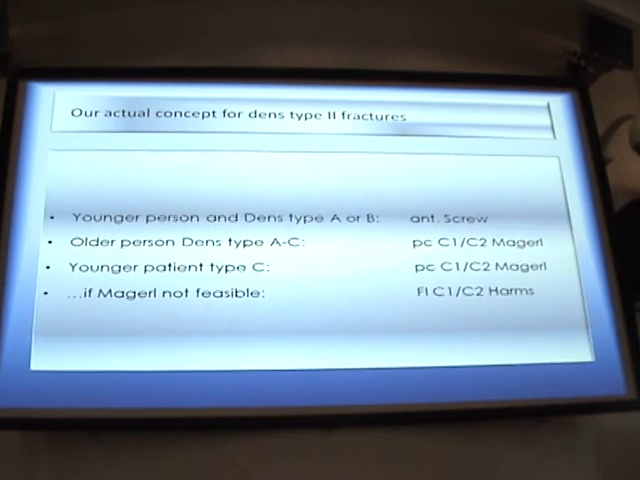 Our actual concept for dens type II fractures
• Younger person and Dens type A or B: ant. Screw
• Older person Dens type A-C: pc C1/C2 Magerl
• Younger patient type C: pc C1/C2 Magerl
• ...if Magerl not feasible: FI C1/C2 Harms